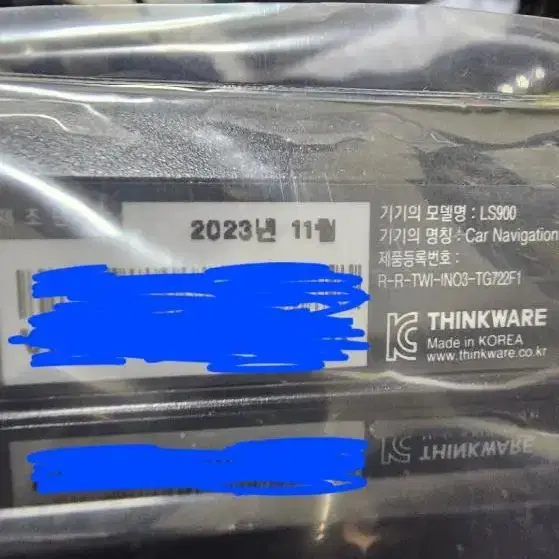 2023년 11월
기기의 모델명 : LS900
기기의 명칭 : Car Navigation
제품등록번호 :
R-R-TWI-INO3-TG722F1
THINKWARE
Made in KOREA
www.thinkware.co.kr
THINKWARE